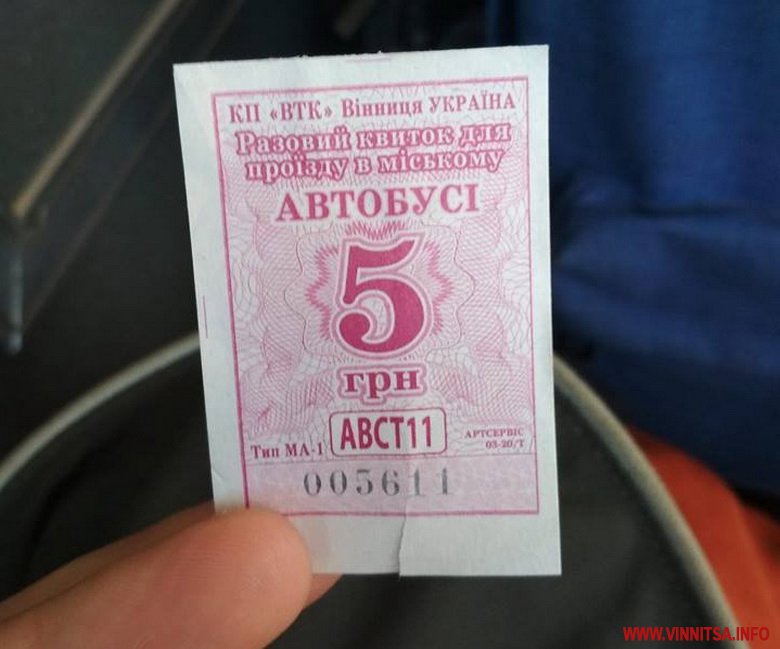 КП «ВТК» Вінниця УКРАЇНА
Разовий квиток для
проїзду в міському
АВТОБУСІ
5
грн
Тип МА-1
АВСТ11
АРТСЕРВІС
03-20/Т
005611
WWW.VINNITSA.INFO